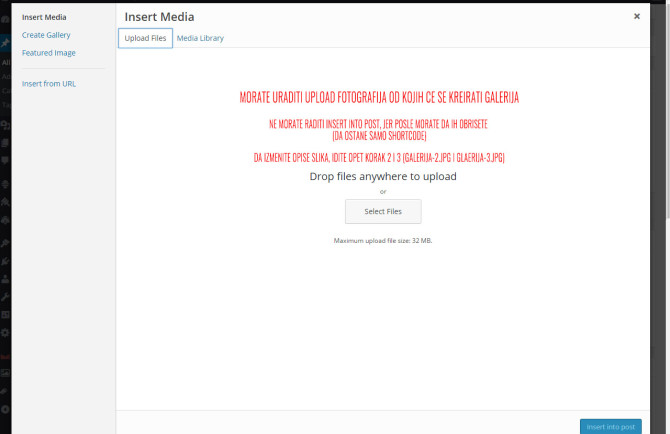 Insert Media
Create Gallery
Featured Image
Insert from URL
Insert Media
×
Upload Files
Media Library
MORATE URADITI UPLOAD FOTOGRAFIJA OD KOJIH CE SE KREIRATI GALERIJA
NE MORATE RADITI INSERT INTO POST, JER POSLE MORATE DA IH OBRISETE
(DA OSTANE SAMO SHORTCODE)
DA IZMENITE OPISE SLIKA, IDITE OPET KORAK 2 I 3 (GALERIJA-2.JPG I GLAERIJA-3.JPG)
Drop files anywhere to upload
or
Select Files
Maximum upload file size: 32 MB.
Insert into post